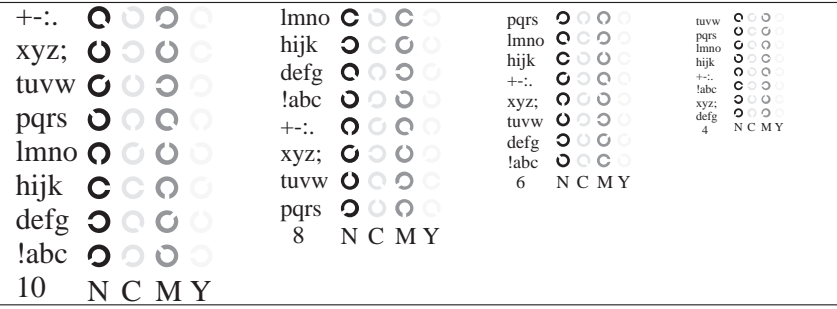 +-:.
xyz;
tuvw
pqrs
lmno
hijk
defg
!abc
10 N C M Y
lmno
hijk
defg
!abc
+-:.
xyz;
tuvw
pqrs
8 N C M Y
pqrs
lmno
hijk
+-:.
xyz;
tuvw
defg
!abc
6 N C M Y
tuvw
pqrs
lmno
hijk
+-:.
!abc
xyz;
defg
4 N C M Y